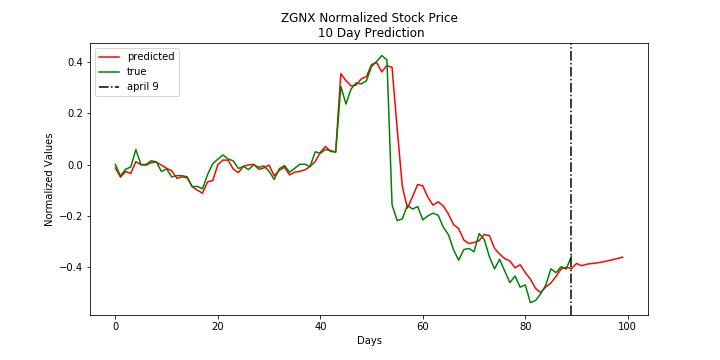 ZGNX Normalized Stock Price
10 Day Prediction
predicted
true
april 9
Normalized Values
0.4
0.2
0.0
−0.2
−0.4
0
20
40
60
80
100
Days